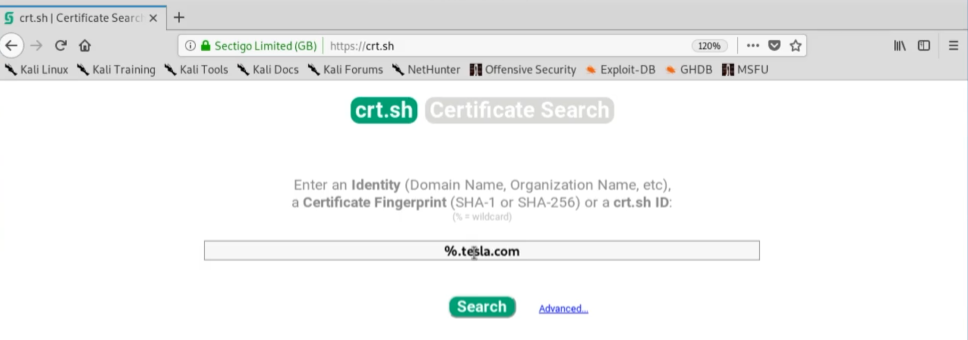 crt.sh | Certificate Searc
Sectigo Limited (GB) https://crt.sh 120%
Kali Linux Kali Training Kali Tools Kali Docs Kali Forums NetHunter Offensive Security Exploit-DB GHDB MSFU
crt.sh Certificate Search
Enter an Identity (Domain Name, Organization Name, etc),
a Certificate Fingerprint (SHA-1 or SHA-256) or a crt.sh ID:
(% = wildcard)
%.tesla.com
Search Advanced...